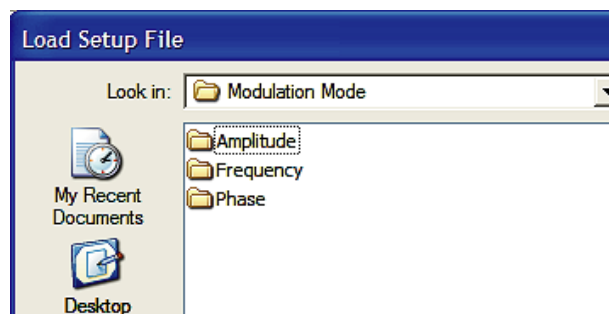 Load Setup File
Look in: Modulation Mode
Amplitude
Frequency
Phase
My Recent
Documents
Desktop